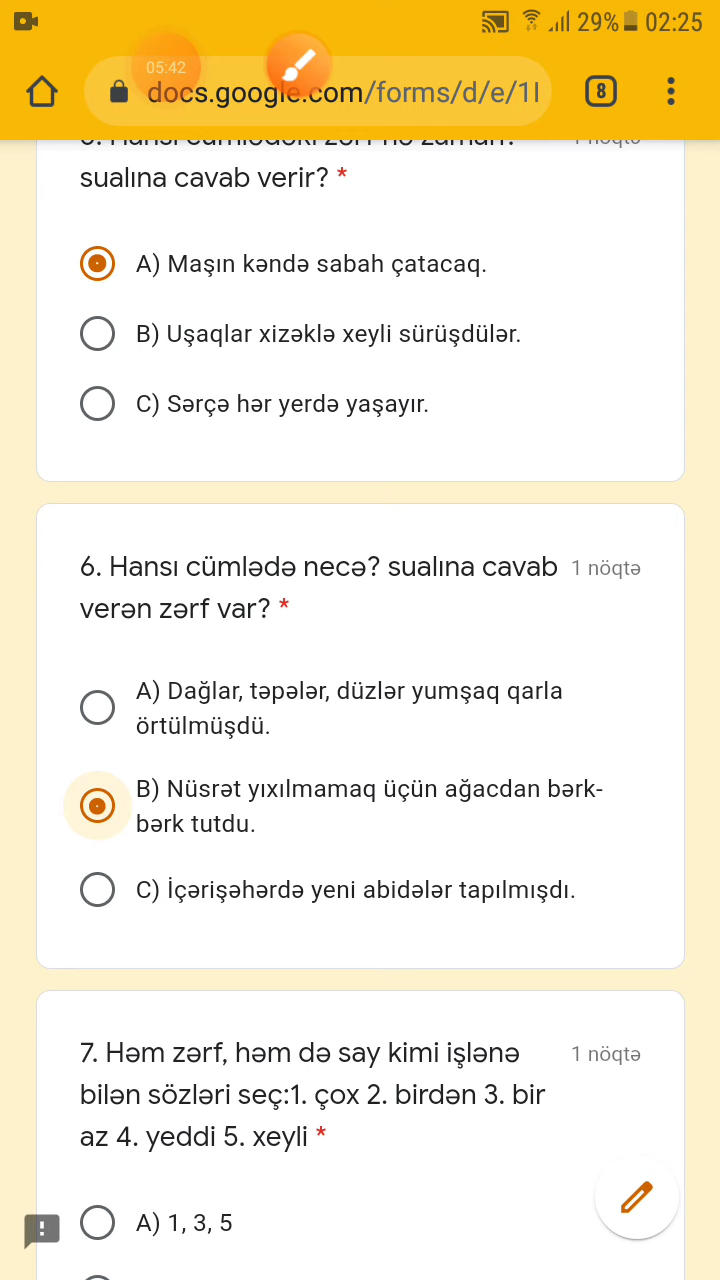 29% 02:25
05:42
docs.google.com/forms/d/e/1I
8
sualına cavab verir? *
A) Maşın kəndə sabah çatacaq.
B) Uşaqlar xizəklə xeyli sürüşdülər.
C) Sərçə hər yerdə yaşayır.
6. Hansı cümlədə necə? sualına cavab 1 nöqtə
verən zərf var? *
A) Dağlar, təpələr, düzlər yumşaq qarla
örtülmüşdü.
B) Nüsrət yıxılmamaq üçün ağacdan bərk-
bərk tutdu.
C) İçərişəhərdə yeni abidələr tapılmışdı.
7. Həm zərf, həm də say kimi işlənə 1 nöqtə
bilən sözləri seç:1. çox 2. birdən 3. bir
az 4. yeddi 5. xeyli *
A) 1, 3, 5